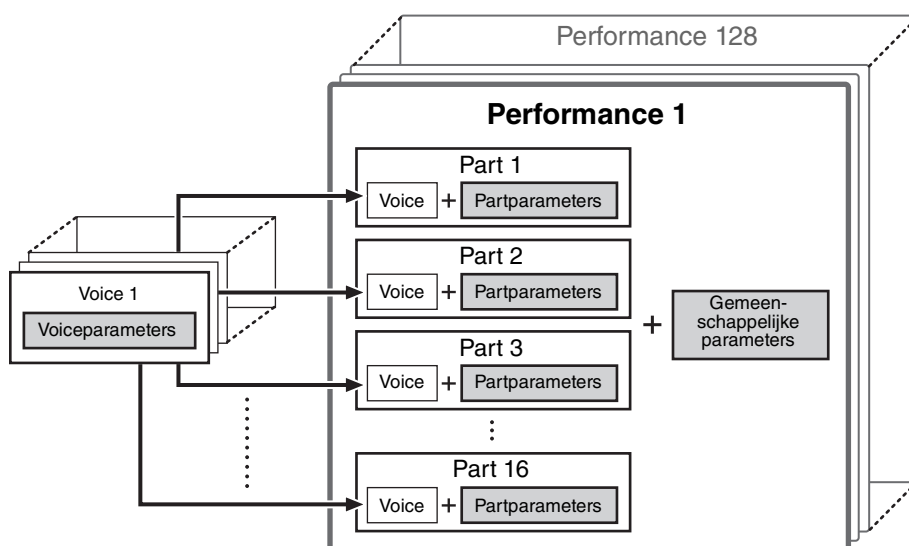 Performance 128
Performance 1
Part 1
Voice + Partparameters
Part 2
Voice + Partparameters
Voice 1
Voiceparameters
+
Gemeen-
schappelijke
parameters
Part 3
Voice + Partparameters
Part 16
Voice + Partparameters